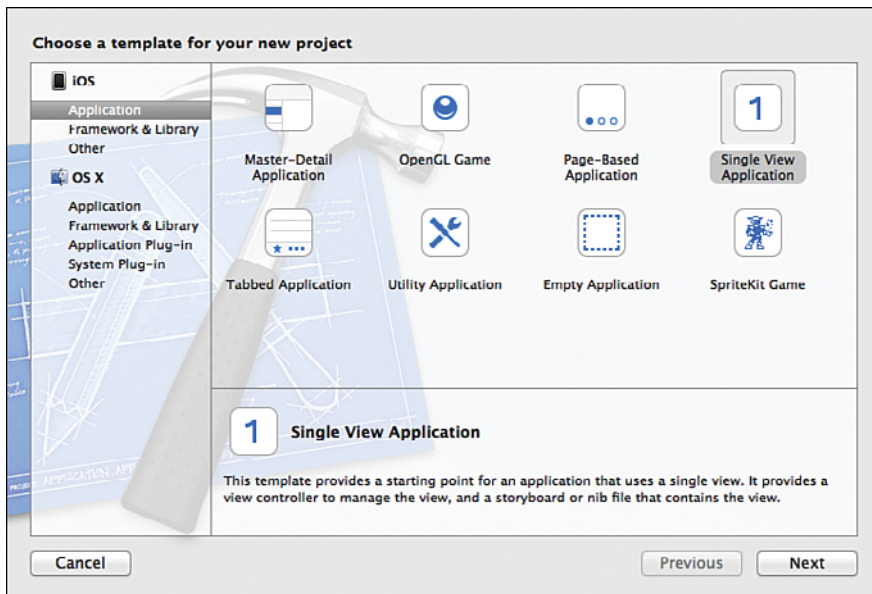 Choose a template for your new project
iOS
Application
Framework & Library
Other
OS X
Application
Framework & Library
Application Plug-in
System Plug-in
Other
Master-Detail
Application
OpenGL Game
Page-Based
Application
1
Single View
Application
Tabbed Application
Utility Application
Empty Application
SpriteKit Game
1
Single View Application
This template provides a starting point for an application that uses a single view. It provides a
view controller to manage the view, and a storyboard or nib file that contains the view.
Cancel
Previous
Next